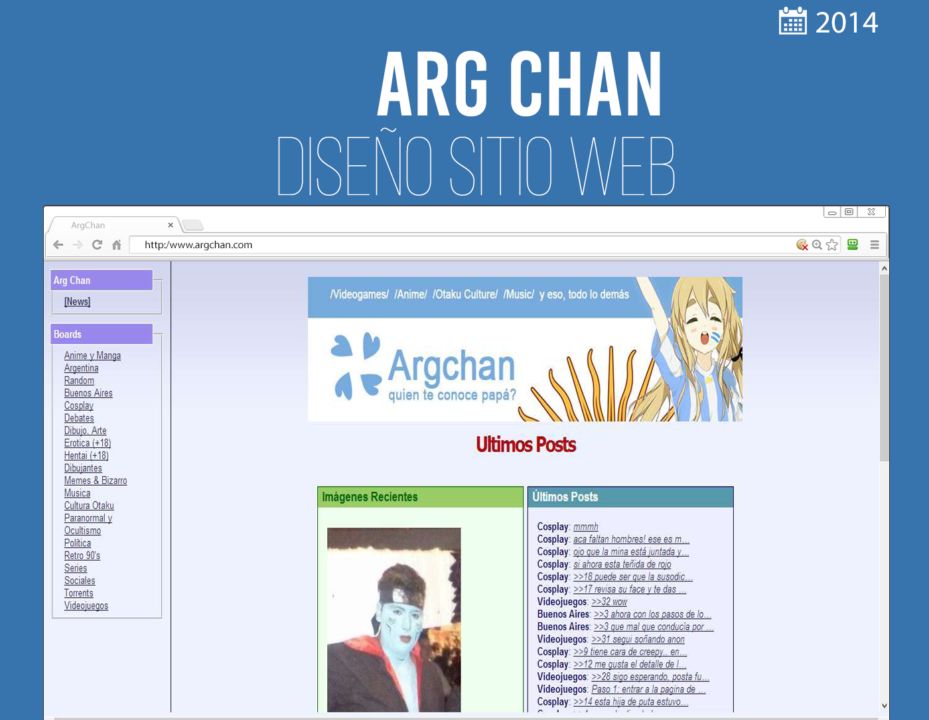 2014
ARG CHAN
DISEÑO SITIO WEB
ArgChan
http:/www.argchan.com
Arg Chan
[News]
Boards
Anime y Manga
Argentina
Random
Buenos Aires
Cosplay
Debates
Dibujo, Arte
Erotica (+18)
Hentai (+18)
Dibujantes
Memes & Bizarro
Musica
Cultura Otaku
Paranormal y
Ocultismo
Política
Retro 90's
Series
Sociales
Torrents
Videojuegos
/Videogames/ /Anime/ /Otaku Culture/ /Music/ y eso, todo lo demás
Argchan
quien te conoce papá?
Ultimos Posts
Imágenes Recientes
Últimos Posts
Cosplay: mmmh
Cosplay: aca faltan hombres! ese es m...
Cosplay: ojo que la mina está juntada y...
Cosplay: si ahora esta teñida de rojo
Cosplay: >>18 puede ser que la susodic...
Cosplay: >>17 revisa su face y te das ...
Videojuegos: >>32 wow
Buenos Aires: >>3 ahora con los pasos de lo...
Buenos Aires: >>3 que mal que conducía por ...
Videojuegos: >>31 segui soñando anon
Cosplay: >>9 tiene cara de creepy.. en...
Cosplay: >>12 me gusta el detalle de l...
Videojuegos: >>28 sigo esperando, posta fu...
Videojuegos: Paso 1: entrar a la pagina de ...
Cosplay: >>14 esta hija de puta estuvo...